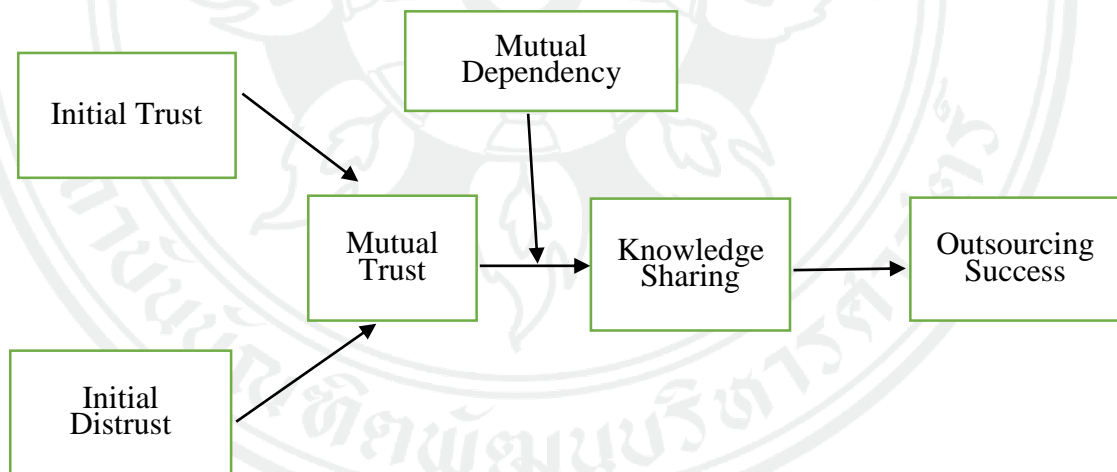 Mutual
Dependency
Initial Trust
Mutual
Trust
Knowledge
Sharing
Outsourcing
Success
Initial
Distrust